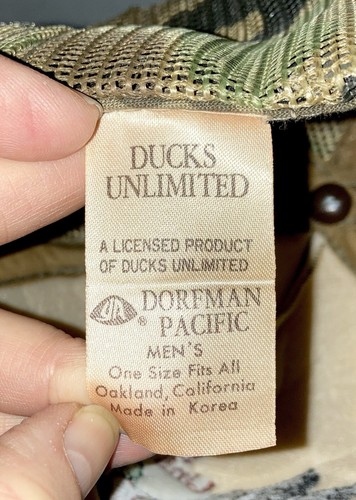 DUCKS
UNLIMITED
A LICENSED PRODUCT
OF DUCKS UNLIMITED
® DORFMAN
PACIFIC
MEN'S
One Size Fits All
Oakland, California
Made in Korea